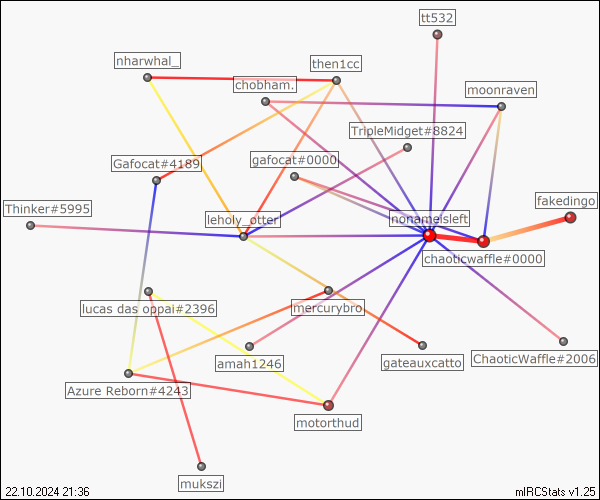 tt532
nharwhal_
then1cc
chobham.
moonraven
TripleMidget#8824
gafocat#0000
Gafocat#4189
fakedingo
Thinker#5995
leholy_øtter
nonameisleft
chaoticwaffle#0000
lucas das oppai#2396
mercurybro
amah1246
gateauxcatto
ChaoticWaffle#2006
Azure Reborn#4243
motorthud
mukszi
22.10.2024 21:36
mIRCStats v1.25